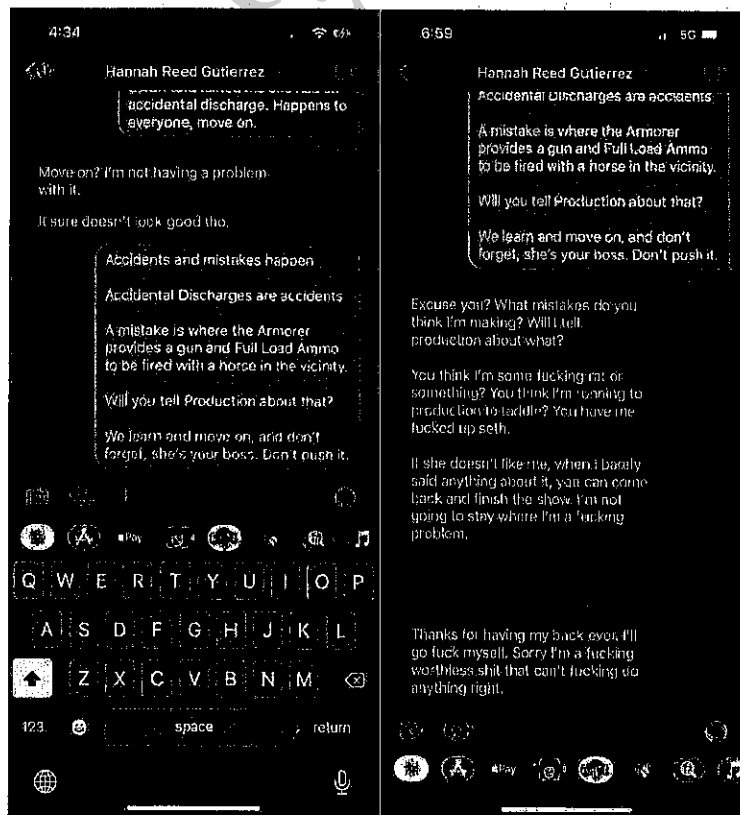 4:34
Hannah Reed Gutierrez
accidental discharge. Happens to
everyone, move on.
Move on? I'm not having a problem
with it.
It sure doesn't look good tho.
Accidents and mistakes happen
Accidental Discharges are accidents
A mistake is where the Armorer
provides a gun and Full Load Ammo
to be fired with a horse in the vicinity.
Will you tell Production about that?
We learn and move on, and don't
forget, she's your boss. Don't push it.
Pay
Q W E R T Y U I O P
A S D F G H J K L
Z X C V B N M
123 space return
6:59
5G
Hannah Reed Gutierrez
Accidental Discharges are accidents
A mistake is where the Armorer
provides a gun and Full Load Ammo
to be fired with a horse in the vicinity.
Will you tell Production about that?
We learn and move on, and don't
forget, she's your boss. Don't push it.
Excuse you? What mistakes do you
think I'm making? Will I tell
production about what?
You think I'm some fucking rat or
something? You think I'm running to
production to taddle? You have me
fucked up seth.
If she doesn't like me, when I barely
said anything about it, you can come
back and finish the show. I'm not
going to stay where I'm a fucking
problem.
Thanks for having my back ever. I'll
go fuck myself. Sorry I'm a fucking
worthless shit that can't fucking do
anything right.
Pay